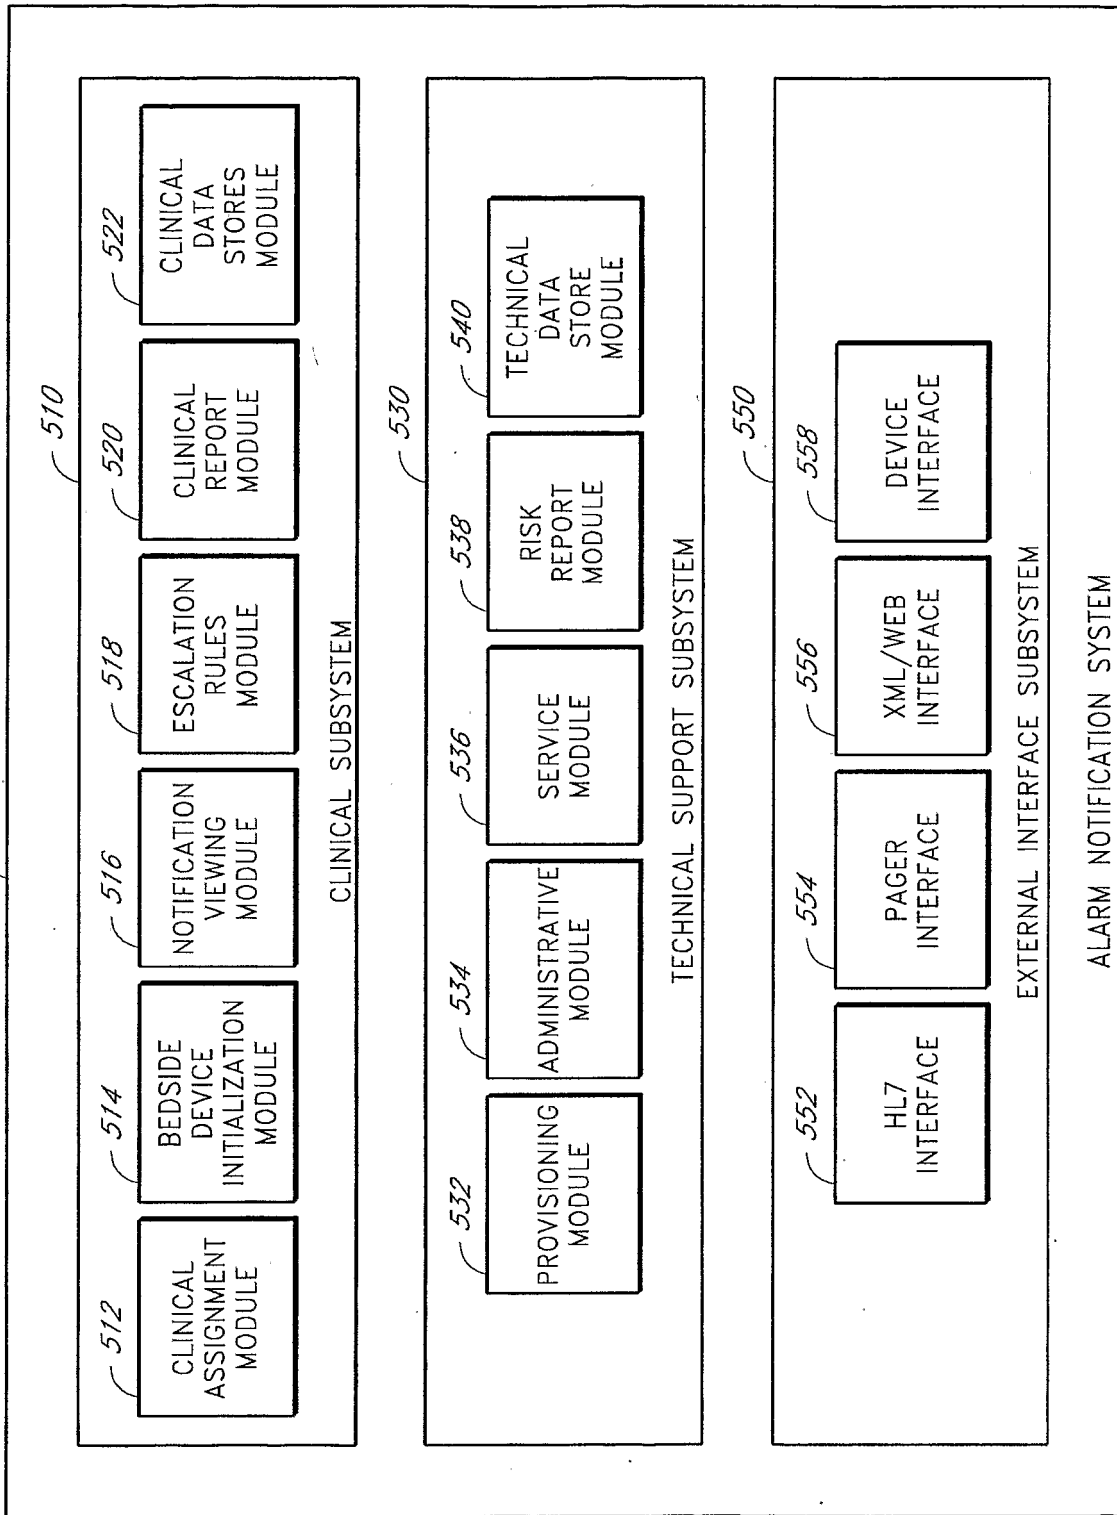 510
512
CLINICAL
ASSIGNMENT
MODULE
514
BEDSIDE
DEVICE
INITIALIZATION
MODULE
516
NOTIFICATION
VIEWING
MODULE
518
ESCALATION
RULES
MODULE
520
CLINICAL
REPORT
MODULE
522
CLINICAL
DATA
STORES
MODULE
CLINICAL SUBSYSTEM
530
532
PROVISIONING
MODULE
534
ADMINISTRATIVE
MODULE
536
SERVICE
MODULE
538
RISK
REPORT
MODULE
540
TECHNICAL
DATA
STORE
MODULE
TECHNICAL SUPPORT SUBSYSTEM
550
552
HL7
INTERFACE
554
PAGER
INTERFACE
556
XML/WEB
INTERFACE
558
DEVICE
INTERFACE
EXTERNAL INTERFACE SUBSYSTEM
ALARM NOTIFICATION SYSTEM